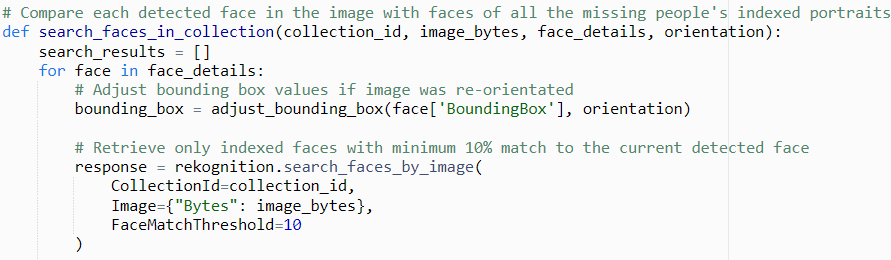 # Compare each detected face in the image with faces of all the missing people's indexed portraits
def search_faces_in_collection(collection_id, image_bytes, face_details, orientation):
    search_results = []
    for face in face_details:
        # Adjust bounding box values if image was re-orientated
        bounding_box = adjust_bounding_box(face['BoundingBox'], orientation)

        # Retrieve only indexed faces with minimum 10% match to the current detected face
        response = rekognition.search_faces_by_image(
            CollectionId=collection_id,
            Image={"Bytes": image_bytes},
            FaceMatchThreshold=10
        )